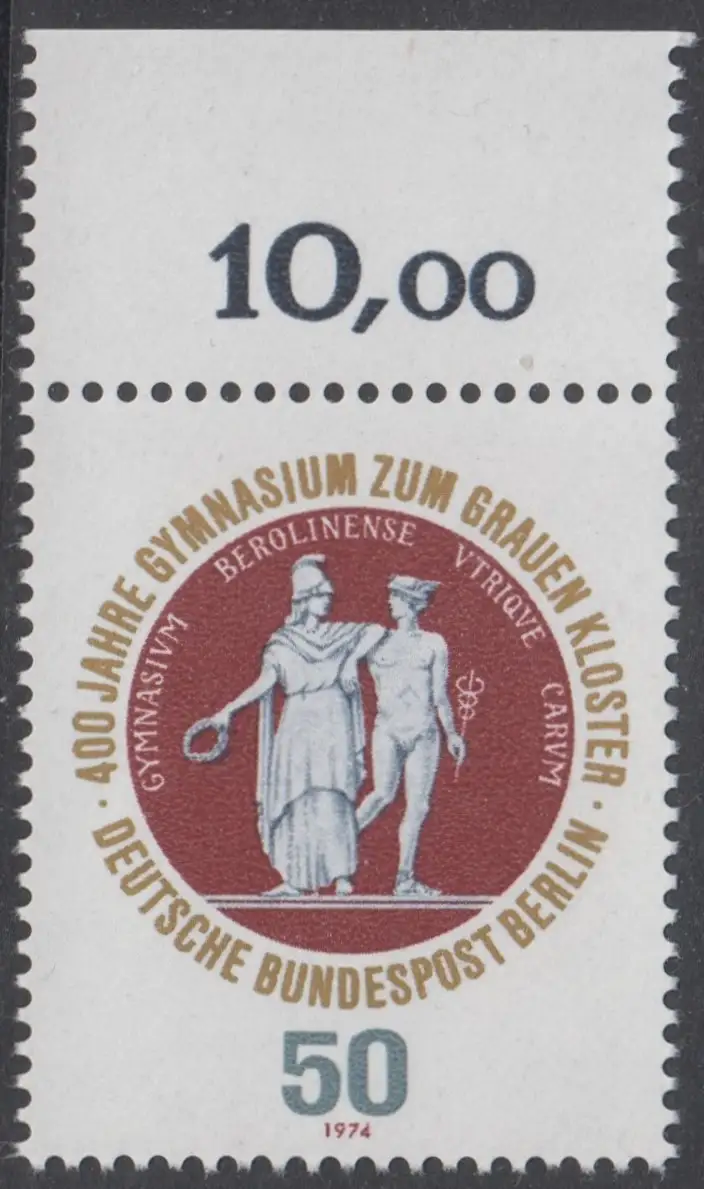 10,00
400 JAHRE GYMNASIUM ZUM GRAUEN KLOSTER
GYMNASIVM BEROLINENSE VTRIQVE CARVM
· DEUTSCHE BUNDESPOST BERLIN ·
50
1974